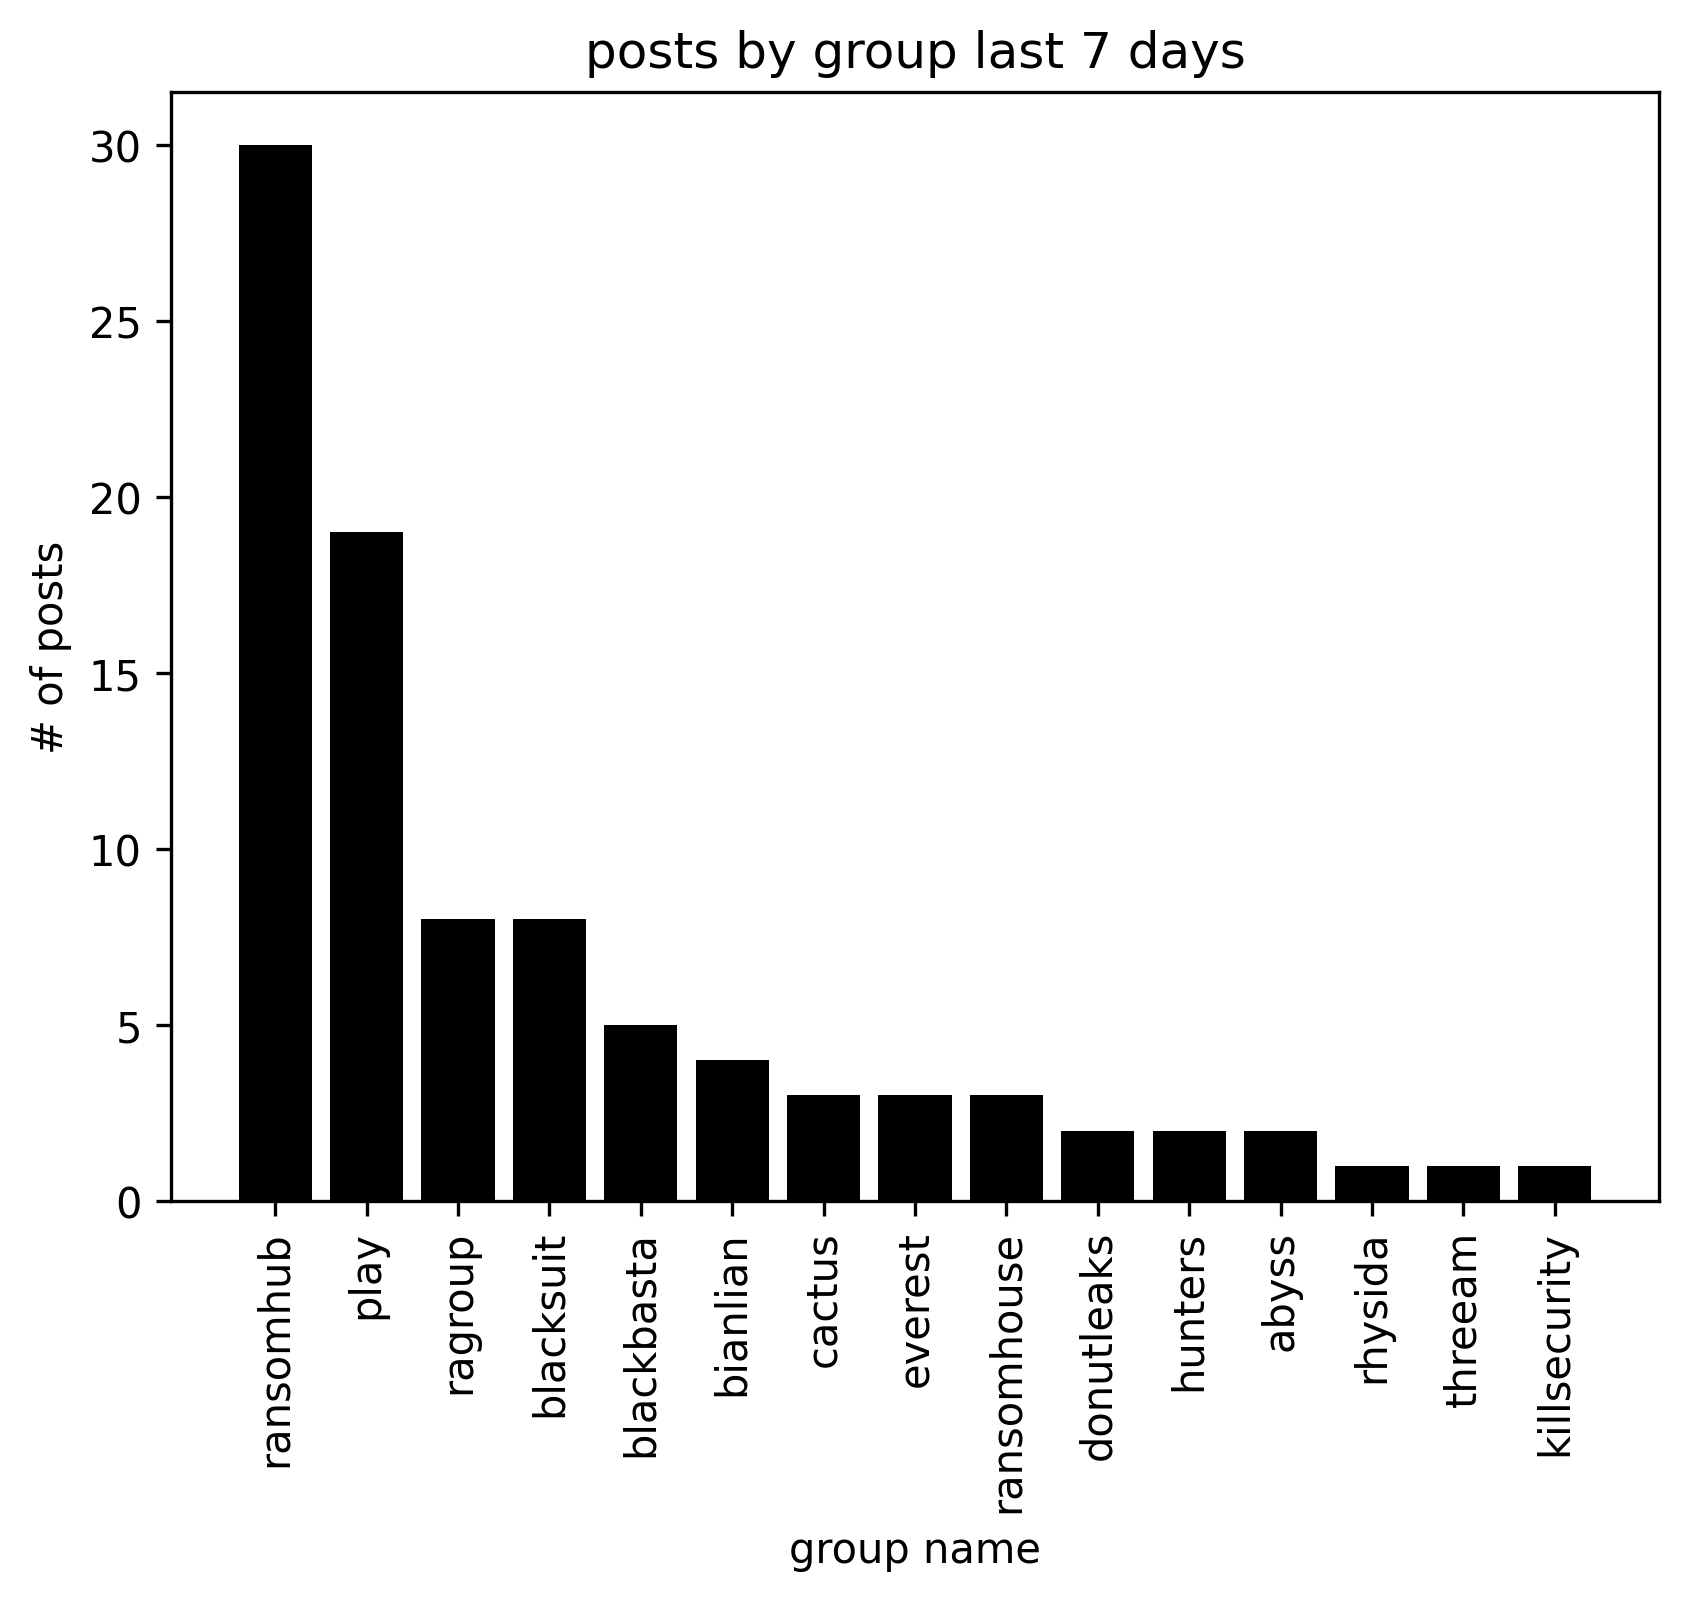 posts by group last 7 days
# of posts
30
25
20
15
10
5
0
ransomhub
play
ragroup
blacksuit
blackbasta
bianlian
cactus
everest
ransomhouse
donutleaks
hunters
abyss
rhysida
threeam
killsecurity
group name